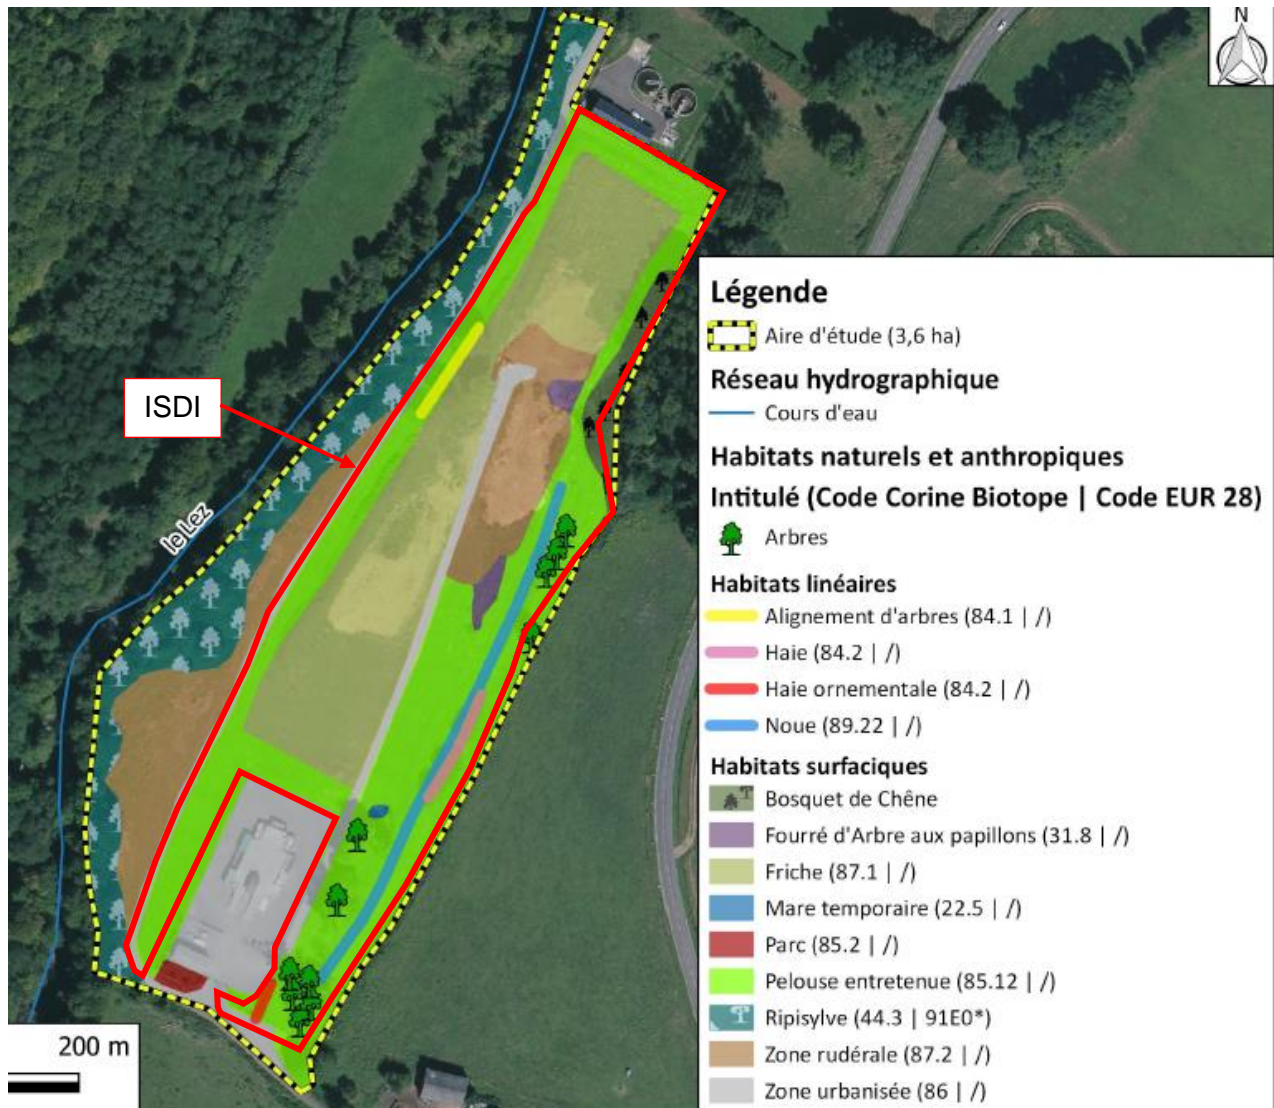 N
ISDI
le Lez
200 m
Légende
Aire d'étude (3,6 ha)
Réseau hydrographique
Cours d'eau
Habitats naturels et anthropiques
Intitulé (Code Corine Biotope | Code EUR 28)
Arbres
Habitats linéaires
Alignement d'arbres (84.1 | /)
Haie (84.2 | /)
Haie ornementale (84.2 | /)
Noue (89.22 | /)
Habitats surfaciques
Bosquet de Chêne
Fourré d'Arbre aux papillons (31.8 | /)
Friche (87.1 | /)
Mare temporaire (22.5 | /)
Parc (85.2 | /)
Pelouse entretenue (85.12 | /)
Ripisylve (44.3 | 91E0*)
Zone rudérale (87.2 | /)
Zone urbanisée (86 | /)